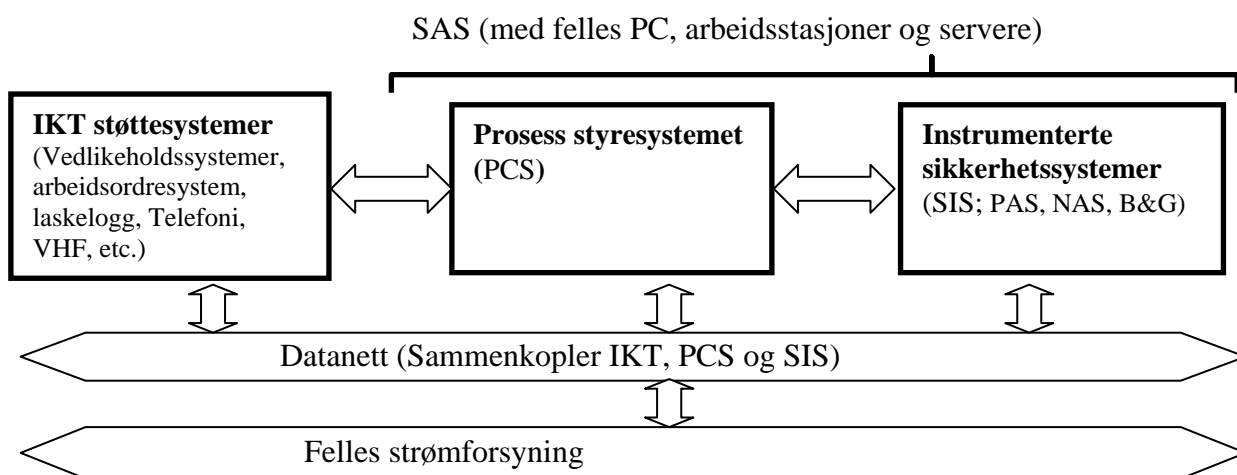 SAS (med felles PC, arbeidsstasjoner og servere)
IKT støttesystemer
(Vedlikeholdssystemer,
arbeidsordresystem,
laskelogg, Telefoni,
VHF, etc.)
Prosess styresystemet
(PCS)
Instrumenterte
sikkerhetssystemer
(SIS; PAS, NAS, B&G)
Datanett (Sammenkopler IKT, PCS og SIS)
Felles strømforsyning